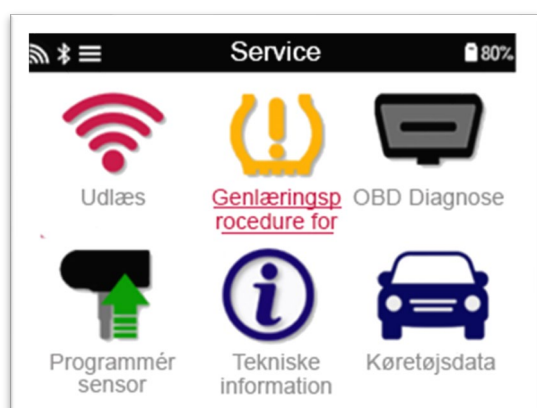 Service
80%
Udlæs
Genlæringsp
rocedure for
OBD Diagnose
Programmér
sensor
Tekniske
information
Køretøjsdata